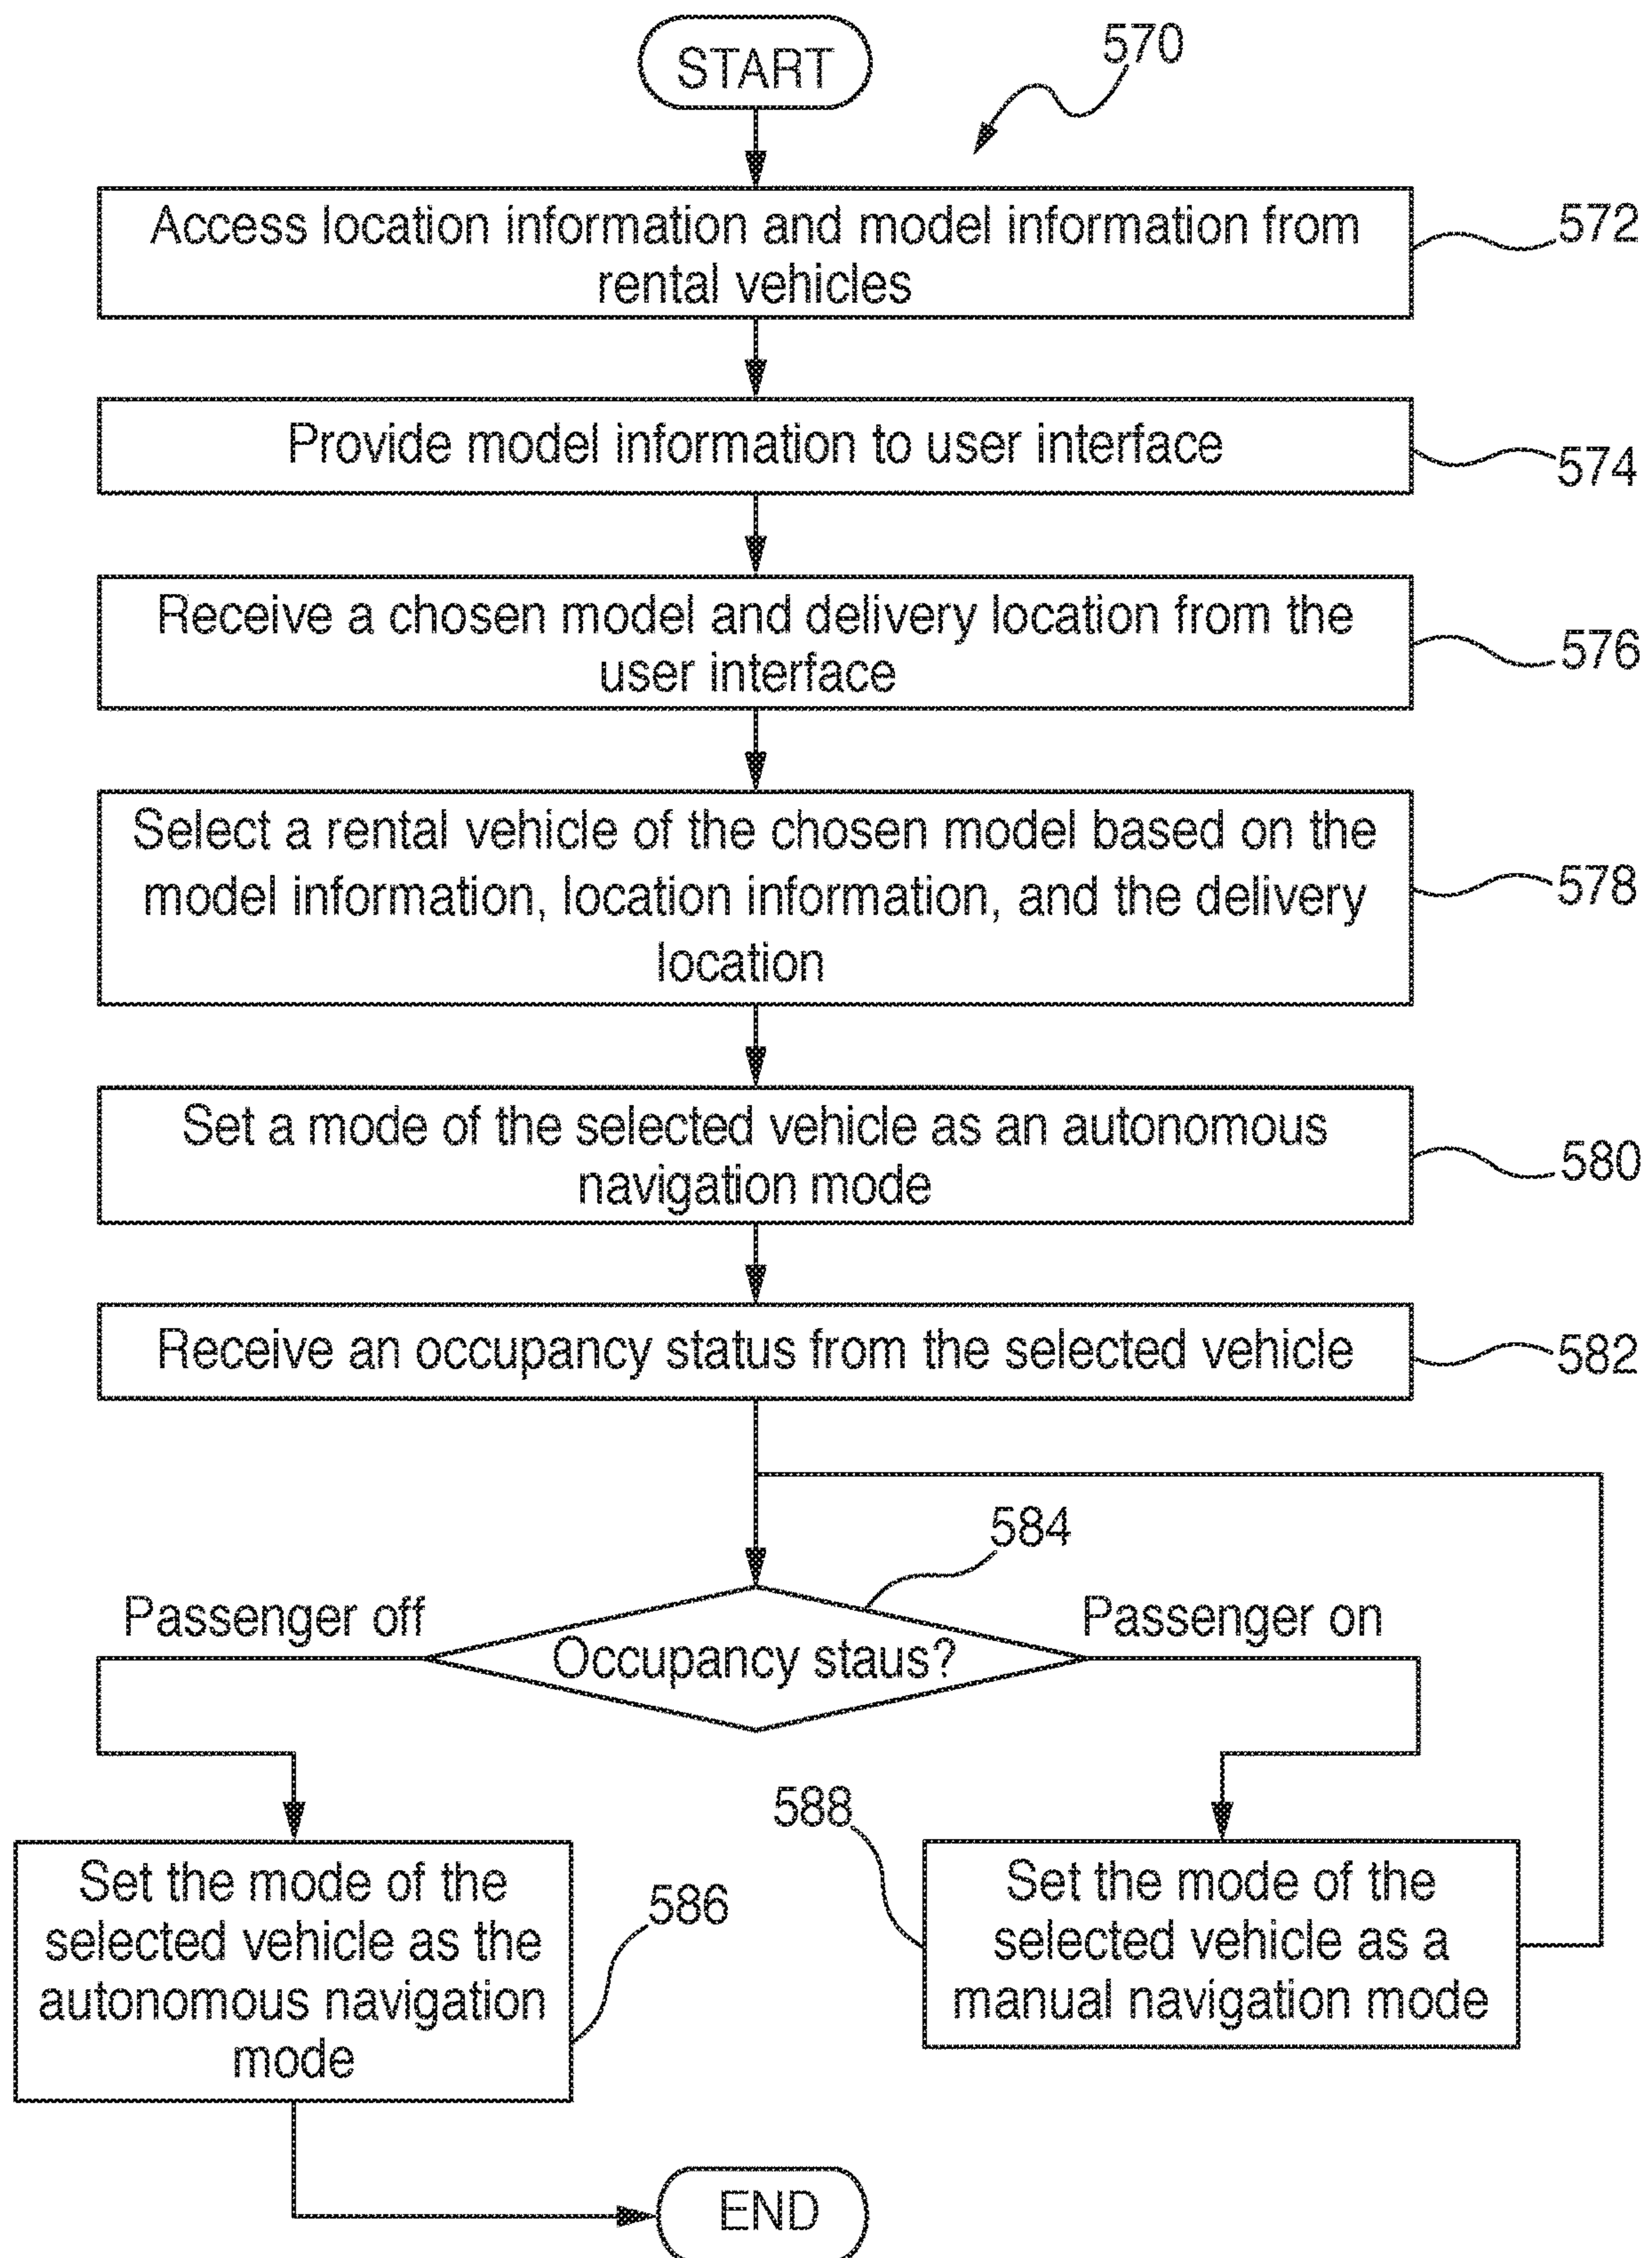 START
570
Access location information and model information from
rental vehicles
572
Provide model information to user interface
574
Receive a chosen model and delivery location from the
user interface
576
Select a rental vehicle of the chosen model based on the
model information, location information, and the delivery
location
578
Set a mode of the selected vehicle as an autonomous
navigation mode
580
Receive an occupancy status from the selected vehicle
582
584
Passenger off
Occupancy staus?
Passenger on
Set the mode of the
selected vehicle as the
autonomous navigation
mode
586
588
Set the mode of the
selected vehicle as a
manual navigation mode
END